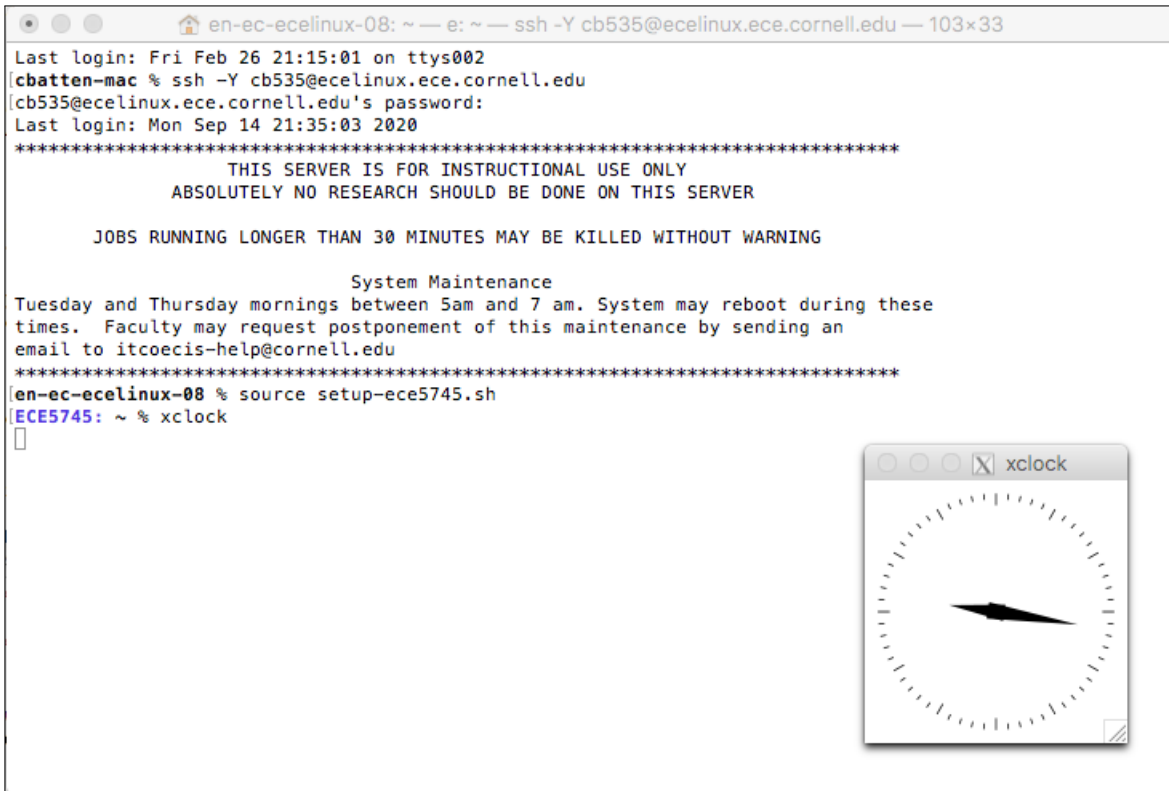 en-ec-ecelinux-08: ~ — e: ~ — ssh -Y cb535@ecelinux.ece.cornell.edu — 103×33
Last login: Fri Feb 26 21:15:01 on ttys002
[cbatten-mac % ssh -Y cb535@ecelinux.ece.cornell.edu
[cb535@ecelinux.ece.cornell.edu's password:
Last login: Mon Sep 14 21:35:03 2020
*******************************************************************************
THIS SERVER IS FOR INSTRUCTIONAL USE ONLY
ABSOLUTELY NO RESEARCH SHOULD BE DONE ON THIS SERVER
JOBS RUNNING LONGER THAN 30 MINUTES MAY BE KILLED WITHOUT WARNING
System Maintenance
Tuesday and Thursday mornings between 5am and 7 am. System may reboot during these
times.  Faculty may request postponement of this maintenance by sending an
email to itcoecis-help@cornell.edu
*******************************************************************************
[en-ec-ecelinux-08 % source setup-ece5745.sh
[ECE5745: ~ % xclock
X xclock